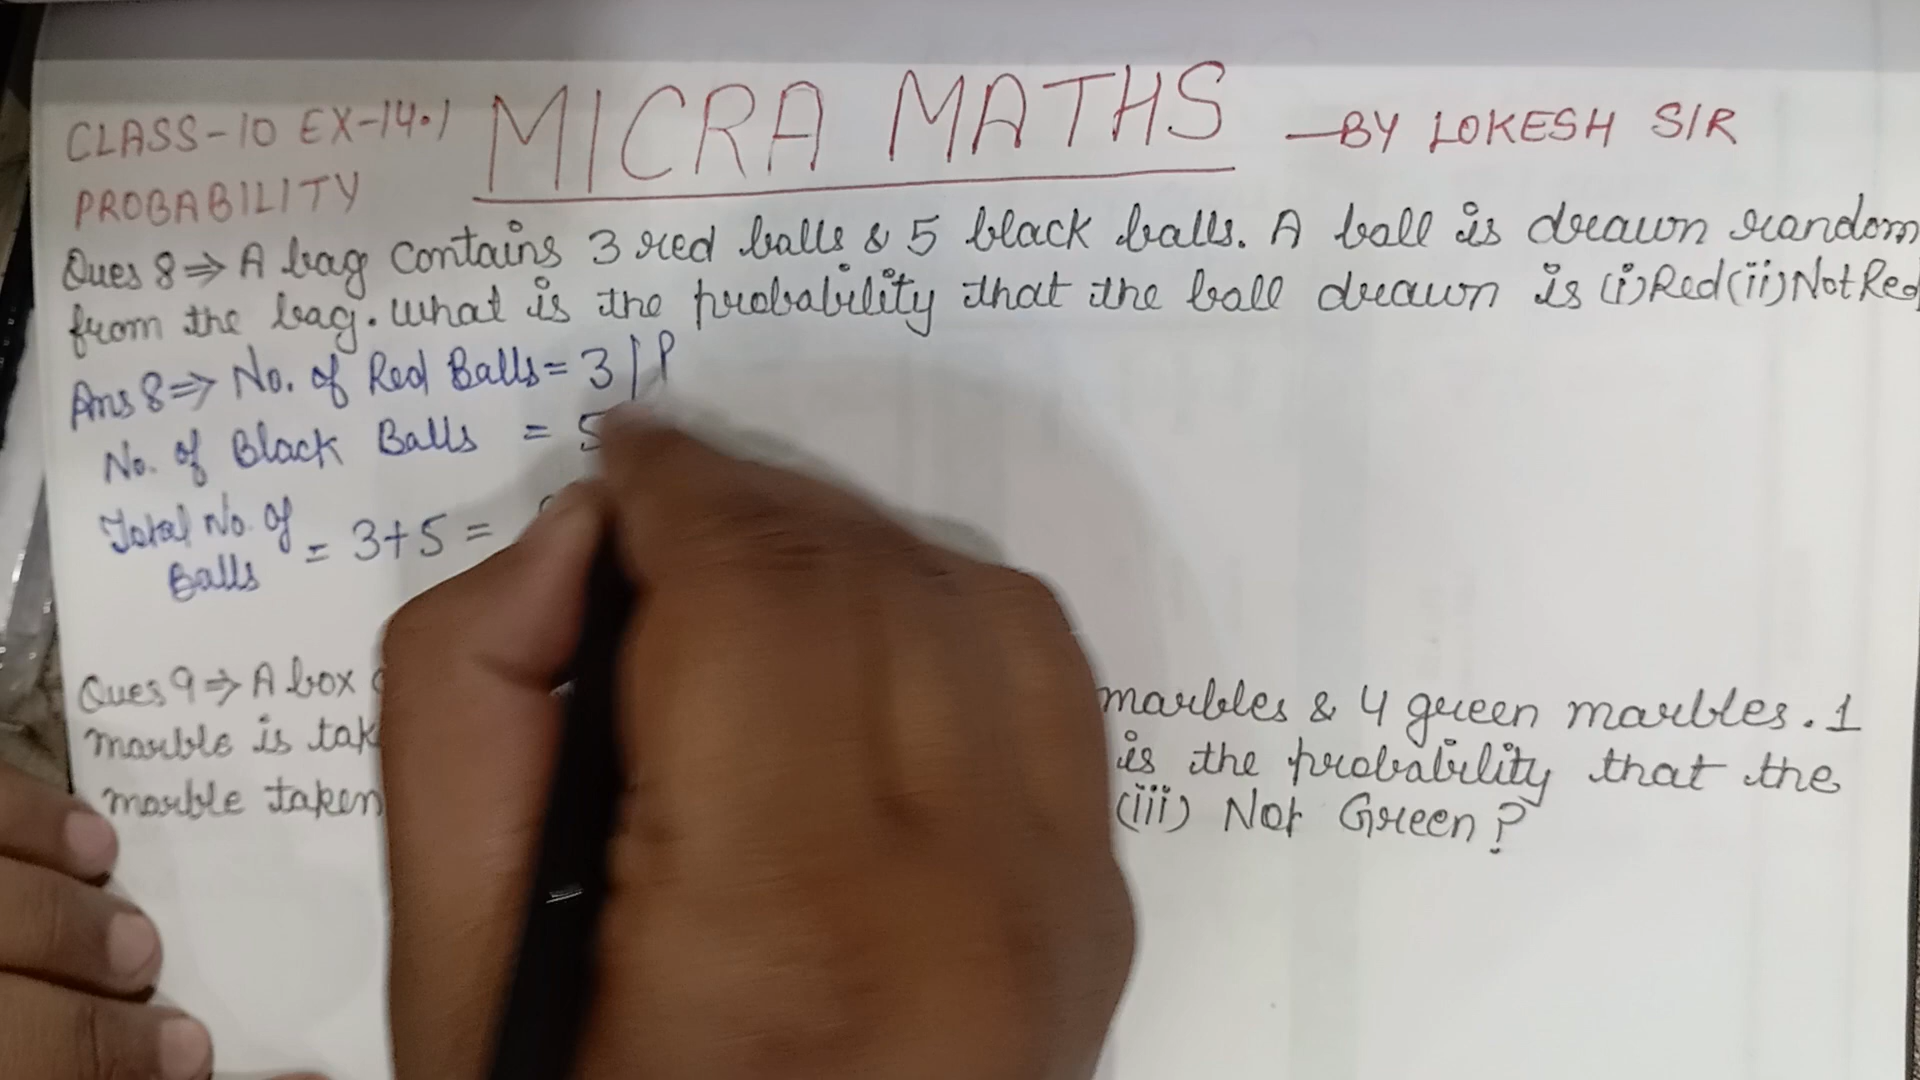 CLASS-10 EX-14.1 MICRA MATHS -BY LOKESH SIR
PROBABILITY
Ques 8⇒ A bag contains 3 red balls & 5 black balls. A ball is drawn random
from the bag. What is the probability that the ball drawn is (i)Red(ii)Not Red
Ans 8⇒ No. of Red Balls= 3 | P
No. of Black Balls = 5
Total No. of
Balls = 3+5 =
Ques 9⇒ A box marbles & 4 green marbles. 1
marble is is the probability that the
marble taken (iii) Not Green?